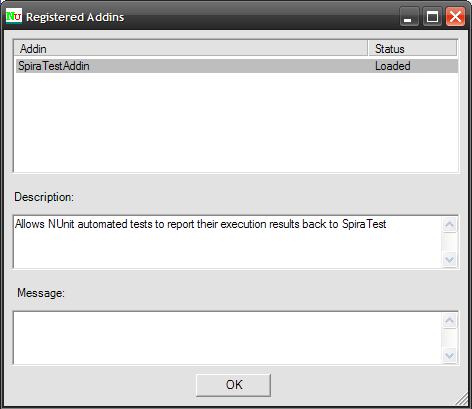 NU Registered Addins
Addin Status
SpiraTestAddin Loaded
Description:
Allows NUnit automated tests to report their execution results back to SpiraTest
Message:
OK